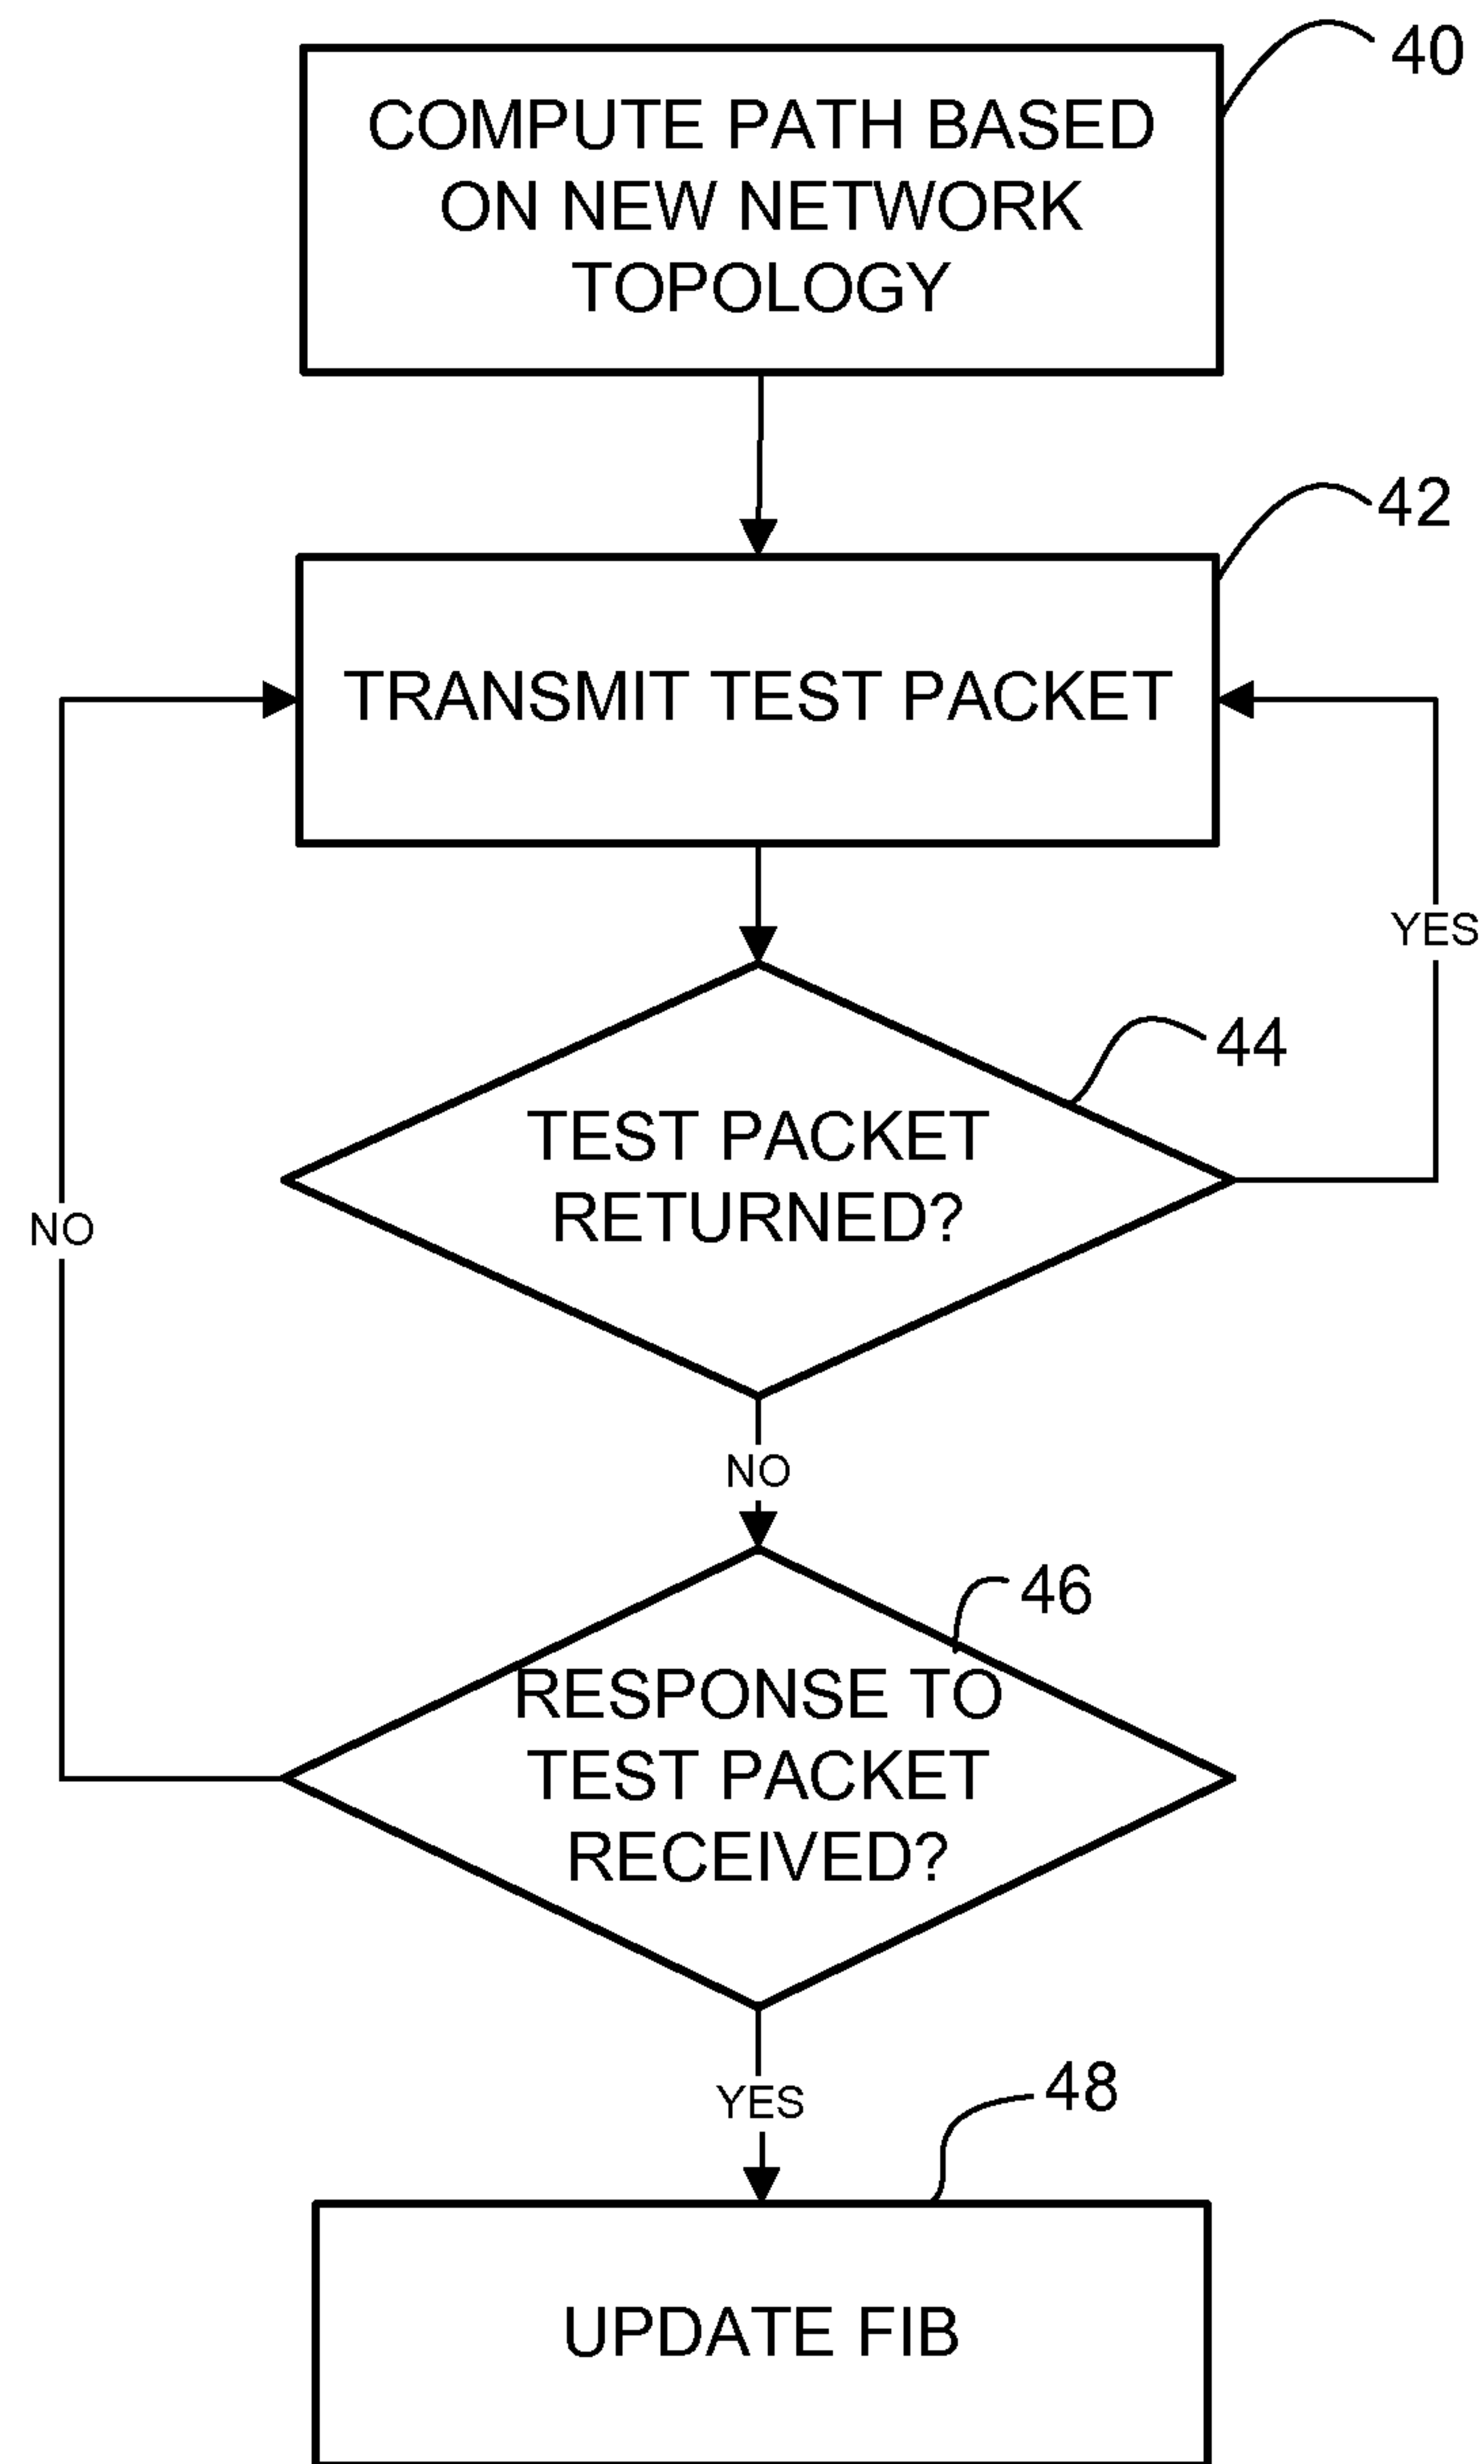 40
COMPUTE PATH BASED
ON NEW NETWORK
TOPOLOGY
42
TRANSMIT TEST PACKET
YES
44
TEST PACKET
RETURNED?
NO
NO
46
RESPONSE TO
TEST PACKET
RECEIVED?
YES
48
UPDATE FIB